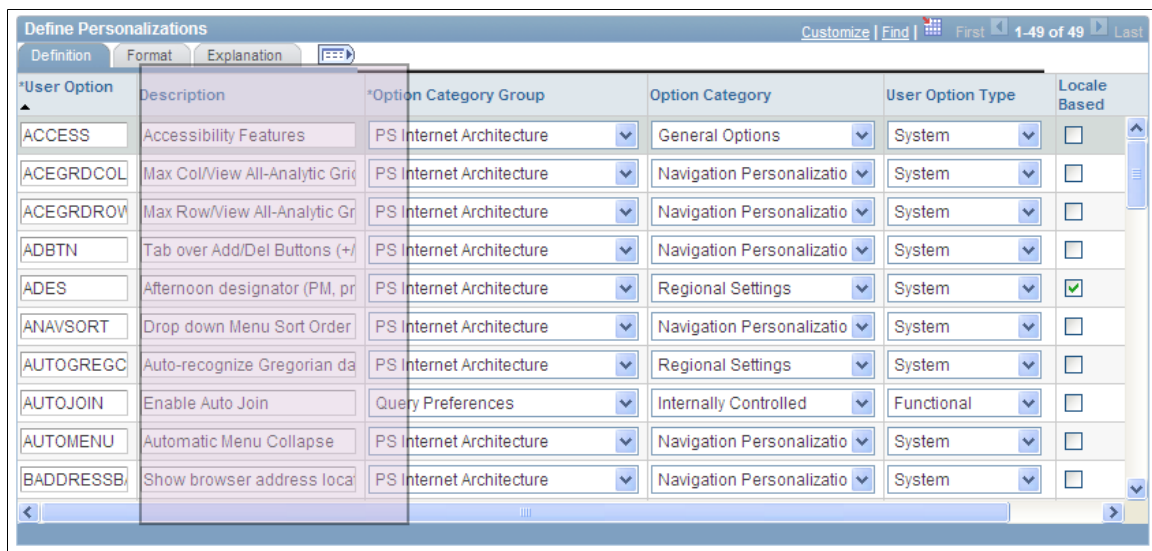 Define Personalizations Customize | Find | First 1-49 of 49 Last
Definition Format Explanation
*User Option Description *Option Category Group Option Category User Option Type Locale Based
ACCESS Accessibility Features PS Internet Architecture General Options System
ACEGRDCOL Max Col/View All-Analytic Grid PS Internet Architecture Navigation Personalizatio System
ACEGRDROW Max Row/View All-Analytic Gr PS Internet Architecture Navigation Personalizatio System
ADBTN Tab over Add/Del Buttons (+/ PS Internet Architecture Navigation Personalizatio System
ADES Afternoon designator (PM, pr PS Internet Architecture Regional Settings System
ANAVSORT Drop down Menu Sort Order PS Internet Architecture Navigation Personalizatio System
AUTOGREGC Auto-recognize Gregorian da PS Internet Architecture Regional Settings System
AUTOJOIN Enable Auto Join Query Preferences Internally Controlled Functional
AUTOMENU Automatic Menu Collapse PS Internet Architecture Navigation Personalizatio System
BADDRESSB Show browser address loca PS Internet Architecture Navigation Personalizatio System